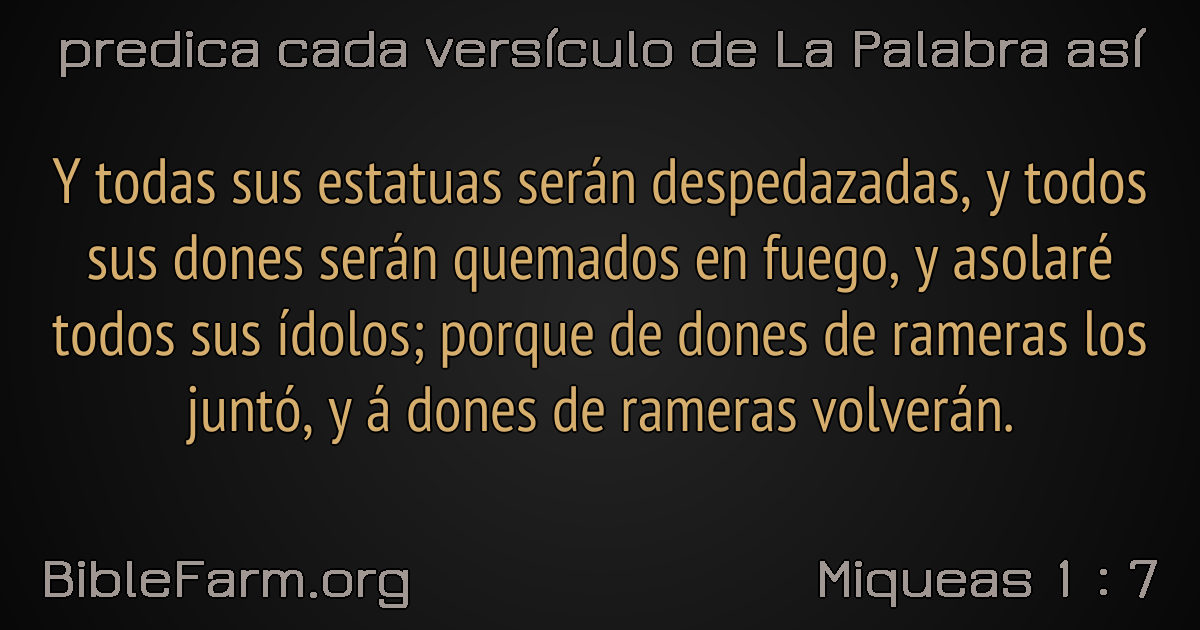 predica cada versículo de La Palabra así
Y todas sus estatuas serán despedazadas, y todos
sus dones serán quemados en fuego, y asolaré
todos sus ídolos; porque de dones de rameras los
juntó, y á dones de rameras volverán.
BibleFarm.org
Miqueas 1 : 7